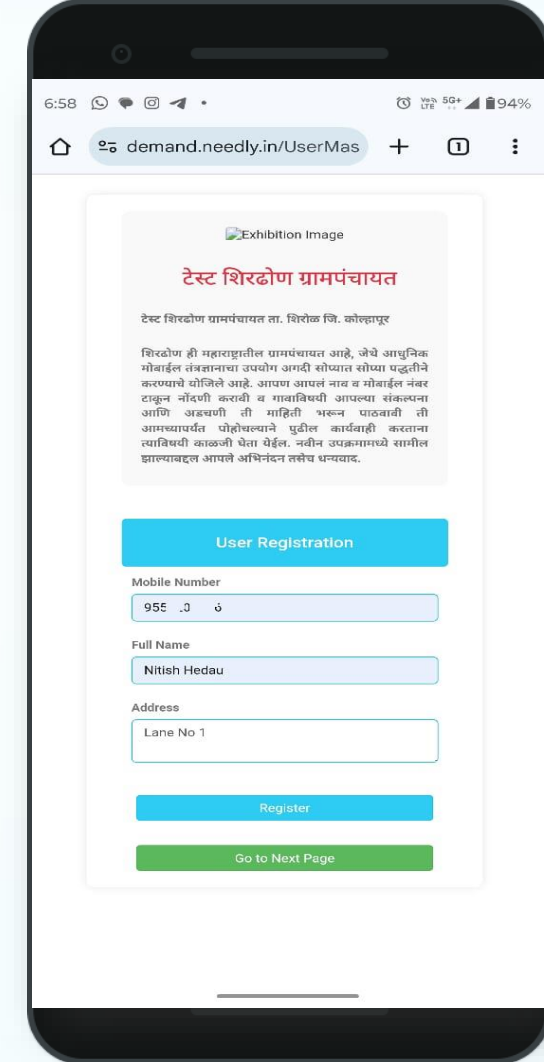 6:58
5G+ 94%
demand.needly.in/UserMas
Exhibition Image
टेस्ट शिरढोण ग्रामपंचायत
टेस्ट शिरढोण ग्रामपंचायत ता. शिरोळ जि. कोल्हापूर
शिरढोण ही महाराष्ट्रातील ग्रामपंचायत आहे, जेथे आधुनिक
मोबाईल तंत्रज्ञानाचा उपयोग अगदी सोप्यात सोप्या पद्धतीने
करण्याचे योजिले आहे. आपण आपलं नाव व मोबाईल नंबर
टाकून नोंदणी करावी व गावाविषयी आपल्या संकल्पना
आणि अडचणी ती माहिती भरून पाठवावी ती
आमच्यापर्यंत पोहोचल्याने पुढील कार्यवाही करताना
त्याविषयी काळजी घेता येईल. नवीन उपक्रमामध्ये सामील
झाल्याबद्दल आपले अभिनंदन तसेच धन्यवाद.
User Registration
Mobile Number
955
Full Name
Nitish Hedau
Address
Lane No 1
Register
Go to Next Page